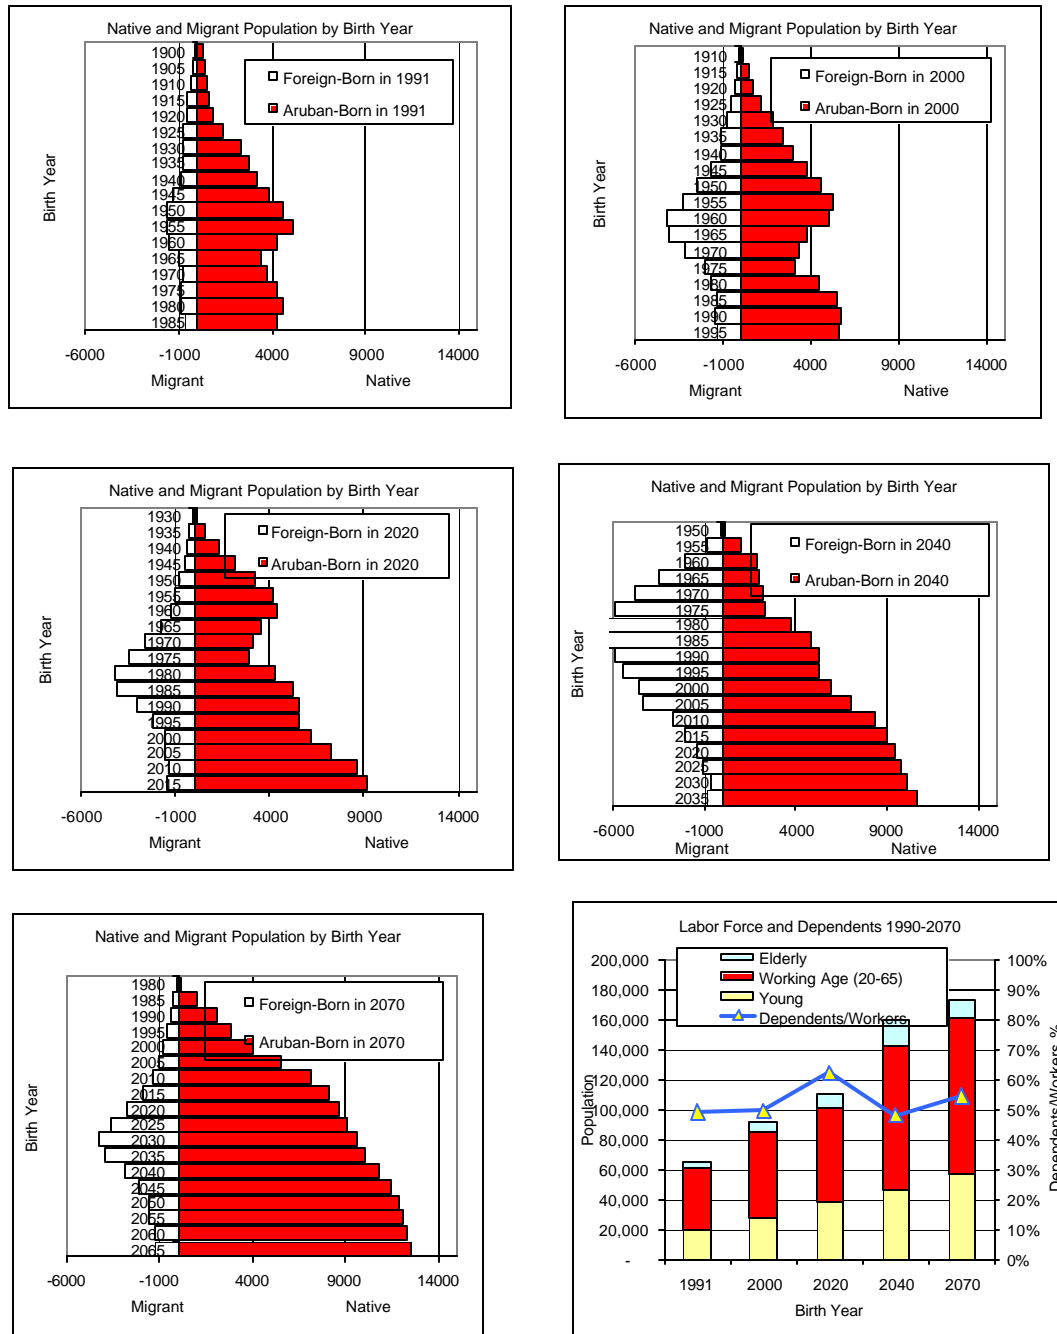 Native and Migrant Population by Birth Year
Foreign-Born in 1991
Aruban-Born in 1991
Birth Year
1900
1905
1910
1915
1920
1925
1930
1935
1940
1945
1950
1955
1960
1965
1970
1975
1980
1985
-6000 -1000 4000 9000 14000
Migrant Native
Native and Migrant Population by Birth Year
Foreign-Born in 2000
Aruban-Born in 2000
Birth Year
1910
1915
1920
1925
1930
1935
1940
1945
1950
1955
1960
1965
1970
1975
1980
1985
1990
1995
-6000 -1000 4000 9000 14000
Migrant Native
Native and Migrant Population by Birth Year
Foreign-Born in 2020
Aruban-Born in 2020
Birth Year
1930
1935
1940
1945
1950
1955
1960
1965
1970
1975
1980
1985
1990
1995
2000
2005
2010
2015
-6000 -1000 4000 9000 14000
Migrant Native
Native and Migrant Population by Birth Year
Foreign-Born in 2040
Aruban-Born in 2040
Birth Year
1950
1955
1960
1965
1970
1975
1980
1985
1990
1995
2000
2005
2010
2015
2020
2025
2030
2035
-6000 -1000 4000 9000 14000
Migrant Native
Native and Migrant Population by Birth Year
Foreign-Born in 2070
Aruban-Born in 2070
Birth Year
1980
1985
1990
1995
2000
2005
2010
2015
2020
2025
2030
2035
2040
2045
2050
2055
2060
2065
-6000 -1000 4000 9000 14000
Migrant Native
Labor Force and Dependents 1990-2070
Elderly
Working Age (20-65)
Young
Dependents/Workers
Population
200,000
180,000
160,000
140,000
120,000
100,000
80,000
60,000
40,000
20,000
-
100%
90%
80%
70%
60%
50%
40%
30%
20%
10%
0%
Dependents/Workers %
1991 2000 2020 2040 2070
Birth Year